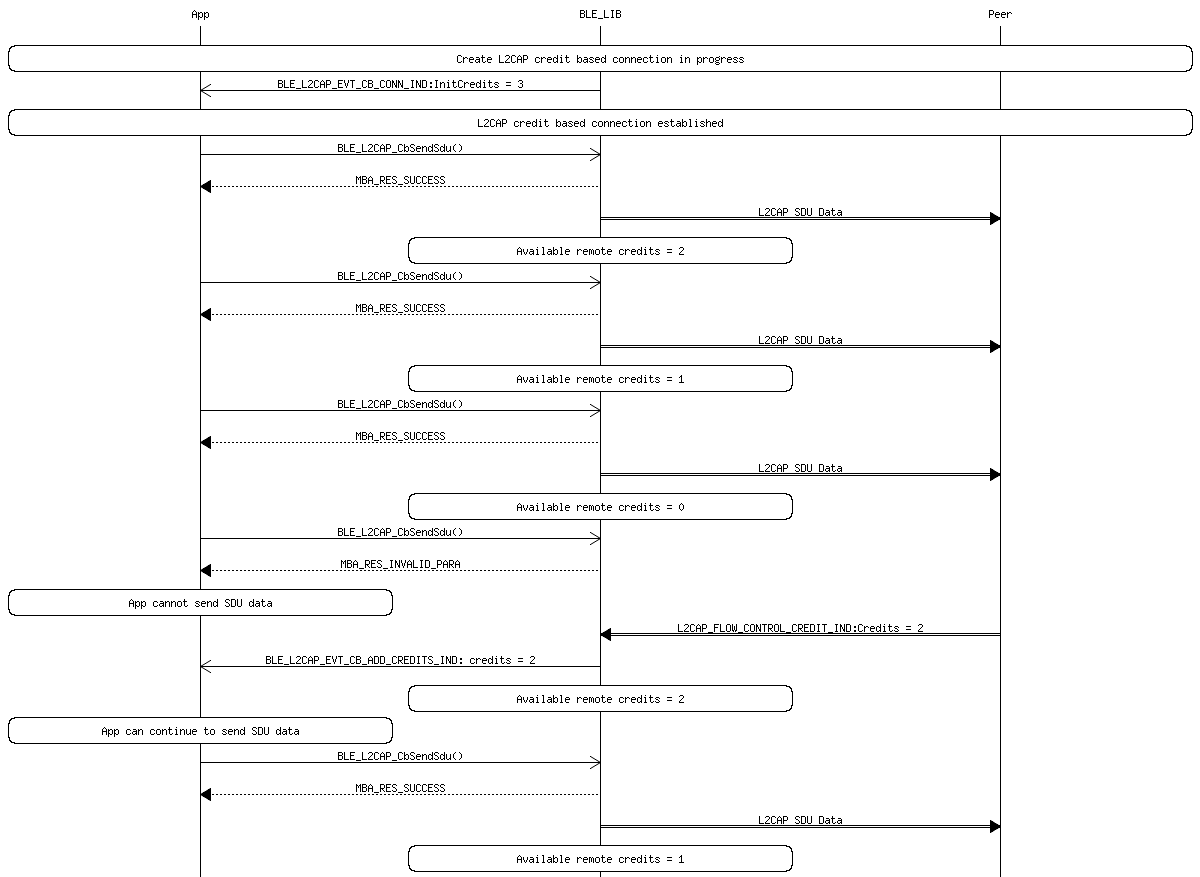 App BLE_LIB Peer
Create L2CAP credit based connection in progress
BLE_L2CAP_EVT_CB_CONN_IND:InitCredits = 3
L2CAP credit based connection established
BLE_L2CAP_CbSendSdu()
MBA_RES_SUCCESS
L2CAP SDU Data
Available remote credits = 2
BLE_L2CAP_CbSendSdu()
MBA_RES_SUCCESS
L2CAP SDU Data
Available remote credits = 1
BLE_L2CAP_CbSendSdu()
MBA_RES_SUCCESS
L2CAP SDU Data
Available remote credits = 0
BLE_L2CAP_CbSendSdu()
MBA_RES_INVALID_PARA
App cannot send SDU data
L2CAP_FLOW_CONTROL_CREDIT_IND:Credits = 2
BLE_L2CAP_EVT_CB_ADD_CREDITS_IND: credits = 2
Available remote credits = 2
App can continue to send SDU data
BLE_L2CAP_CbSendSdu()
MBA_RES_SUCCESS
L2CAP SDU Data
Available remote credits = 1